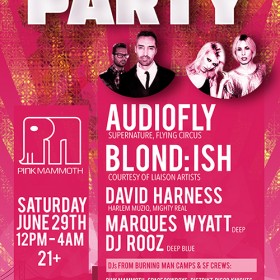 PARTY
AUDIOFLY
SUPERNATURE, FLYING CIRCUS
BLOND:ISH
COURTESY OF LIAISON ARTISTS
DAVID HARNESS
HARLEM MUZIQ, MIGHTY REAL
MARQUES WYATT DEEP
DJ ROOZ DEEP BLUE
DJs FROM BURNING MAN CAMPS & SF CREWS:
PINK MAMMOTH
SATURDAY
JUNE 29TH
12PM - 4AM
21+